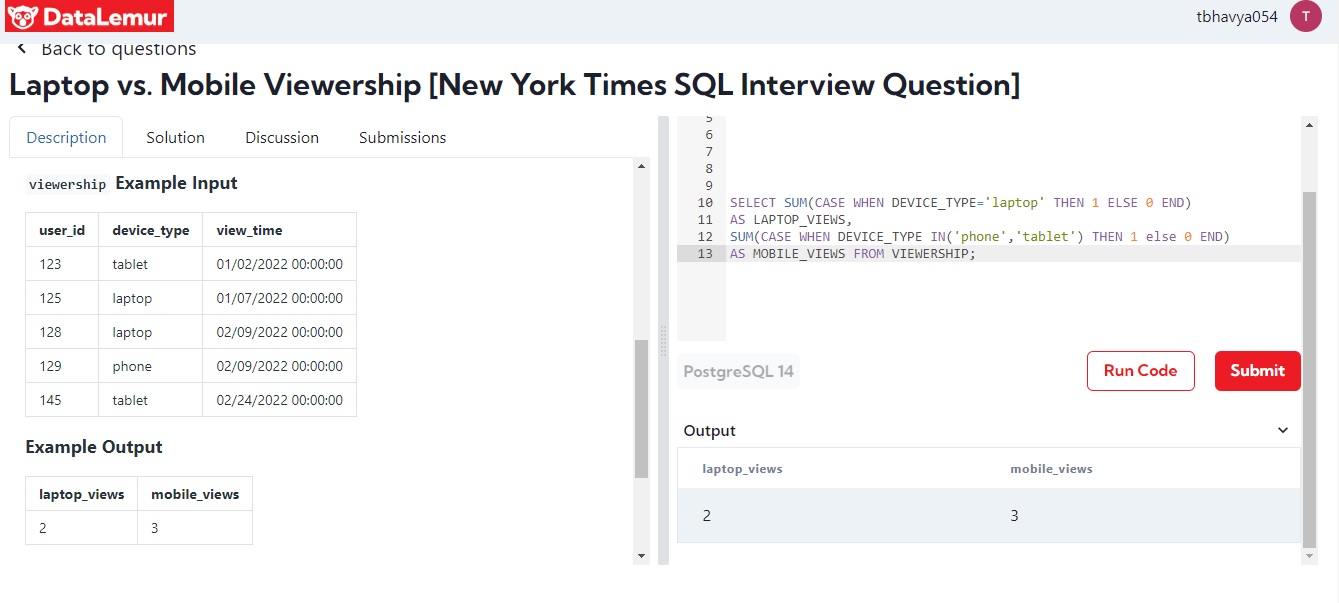 DataLemur
tbhavya054
T
Back to questions
Laptop vs. Mobile Viewership [New York Times SQL Interview Question]
Description Solution Discussion Submissions
viewership Example Input
user_id device_type view_time
123 tablet 01/02/2022 00:00:00
125 laptop 01/07/2022 00:00:00
128 laptop 02/09/2022 00:00:00
129 phone 02/09/2022 00:00:00
145 tablet 02/24/2022 00:00:00
Example Output
laptop_views mobile_views
2 3
5
6
7
8
9
10 SELECT SUM(CASE WHEN DEVICE_TYPE='laptop' THEN 1 ELSE 0 END)
11 AS LAPTOP_VIEWS,
12 SUM(CASE WHEN DEVICE_TYPE IN('phone','tablet') THEN 1 else 0 END)
13 AS MOBILE_VIEWS FROM VIEWERSHIP;
PostgreSQL 14 Run Code Submit
Output
laptop_views mobile_views
2 3